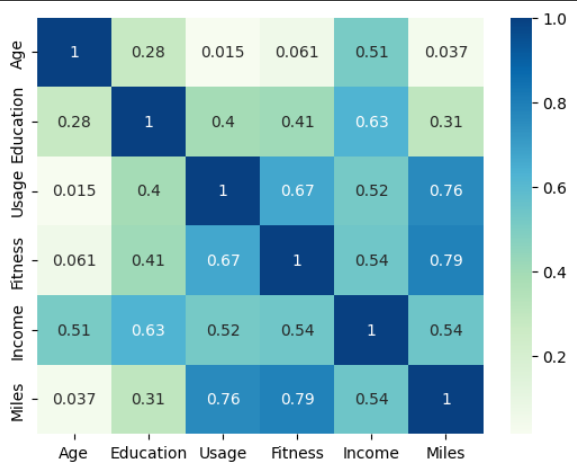 Age 1 0.28 0.015 0.061 0.51 0.037
Education 0.28 1 0.4 0.41 0.63 0.31
Usage 0.015 0.4 1 0.67 0.52 0.76
Fitness 0.061 0.41 0.67 1 0.54 0.79
Income 0.51 0.63 0.52 0.54 1 0.54
Miles 0.037 0.31 0.76 0.79 0.54 1
Age Education Usage Fitness Income Miles
1.0
0.8
0.6
0.4
0.2